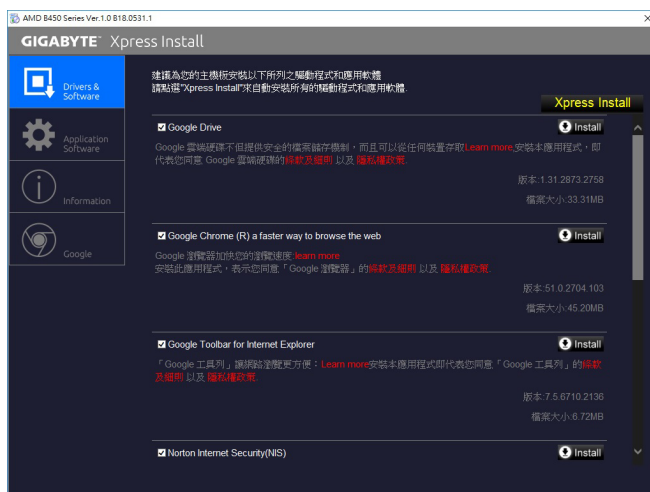 AMD B450 Series Ver.1.0 B18.0531.1
GIGABYTE™ Xpress Install
Drivers & Software
Application Software
Information
Google
建議為您的主機板安裝以下所列之驅動程式和應用軟體
請點選"Xpress Install"來自動安裝所有的驅動程式和應用軟體.
Xpress Install
Google Drive
Install
Google 雲端硬碟不但提供安全的檔案儲存機制，而且可以從任何裝置存取Learn more.安裝本應用程式，即
代表您同意 Google 雲端硬碟的條款及細則 以及 隱私權政策.
版本:1.31.2873.2758
檔案大小:33.31MB
Google Chrome (R) a faster way to browse the web
Install
Google 瀏覽器加快您的瀏覽速度.learn more
安裝此應用程式，表示您同意「Google 瀏覽器」的條款及細則 以及 隱私權政策.
版本:51.0.2704.103
檔案大小:45.20MB
Google Toolbar for Internet Explorer
Install
「Google 工具列」讓網路瀏覽更方便：Learn more安裝本應用程式即代表您同意「Google 工具列」的條款
及細則 以及 隱私權政策.
版本:7.5.6710.2136
檔案大小:6.72MB
Norton Internet Security(NIS)
Install